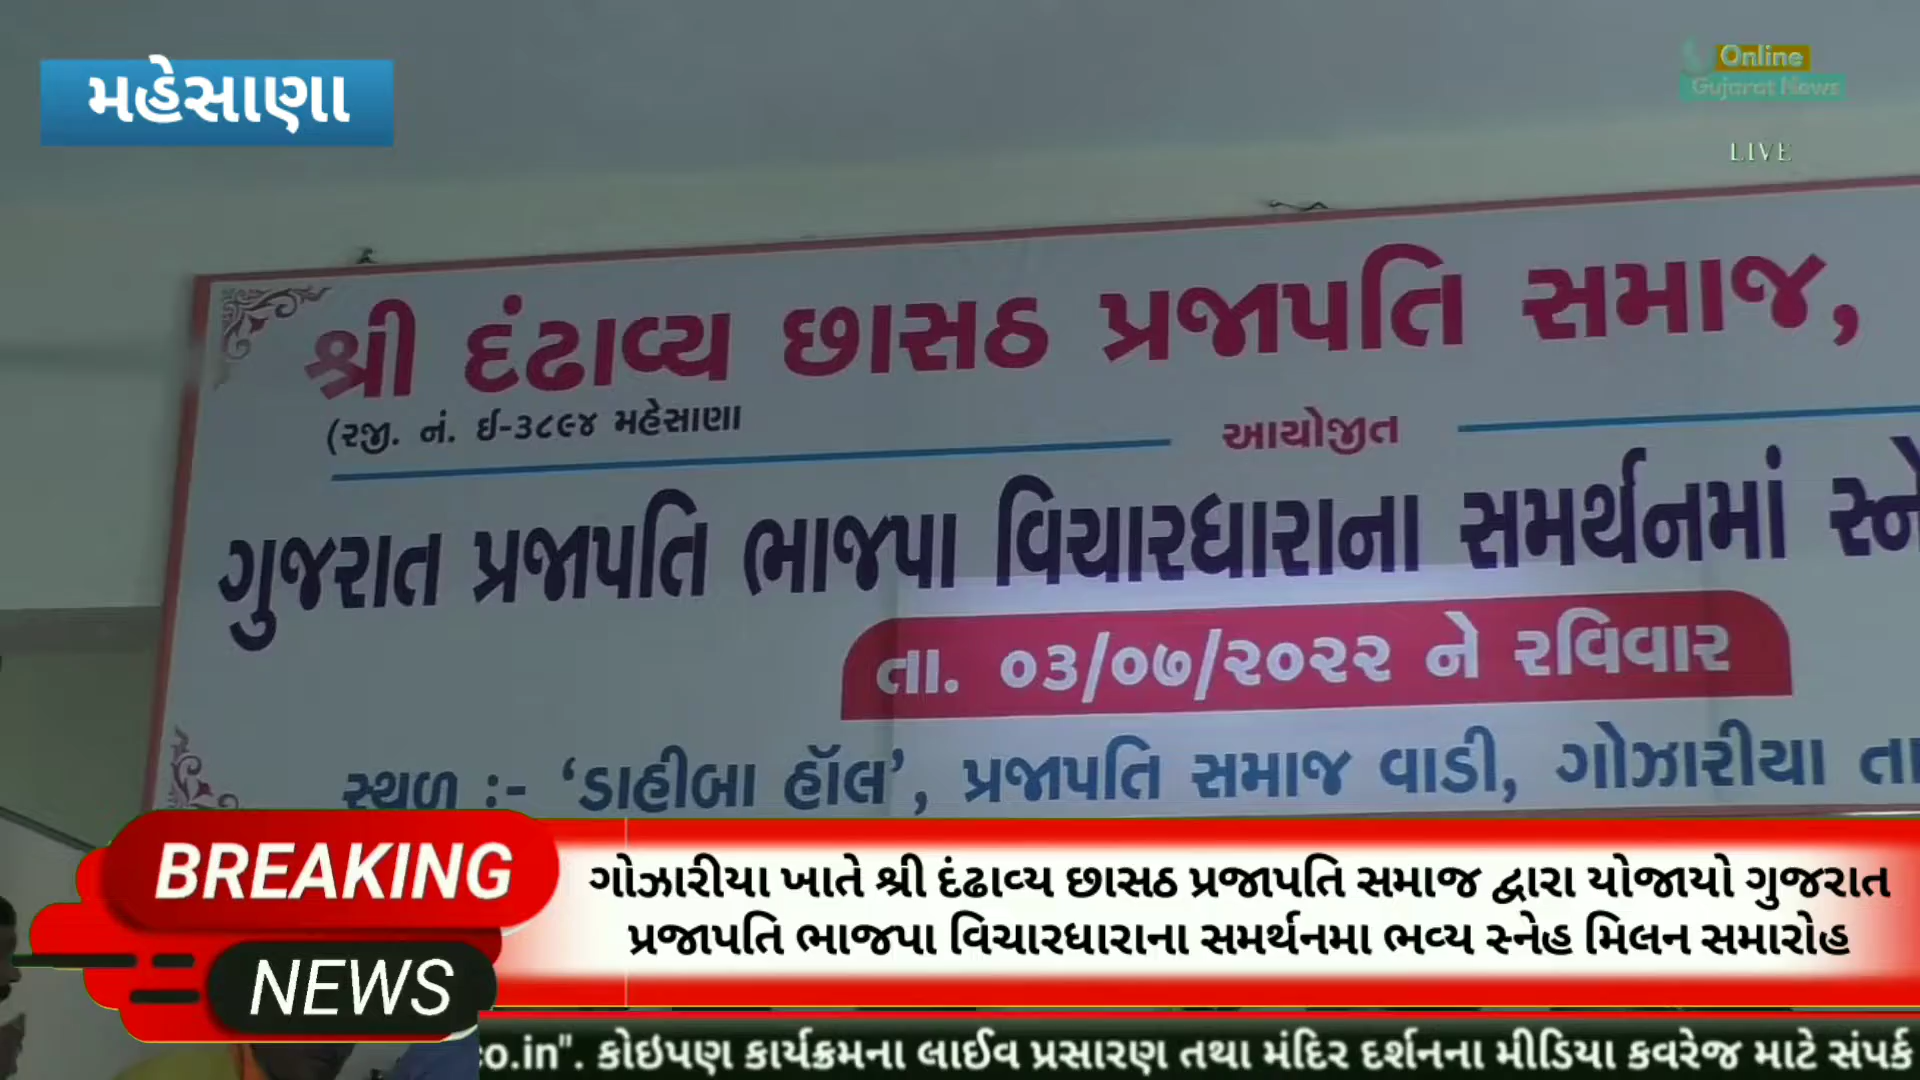 મહેસાણા
Online
Gujarat News
LIVE
શ્રી દંઢાવ્ય છાસઠ પ્રજાપતિ સમાજ,
(રજી. નં. ઈ-૩૮૯૪ મહેસાણા
આયોજીત
ગુજરાત પ્રજાપતિ ભાજપા વિચારધારાના સમર્થનમાં
તા. ૦૩/૦૭/૨૦૨૨ ને રવિવાર
સ્થળ :- ‘ડાહીબા હૉલ’, પ્રજાપતિ સમાજ વાડી, ગોઝારીયા તા
BREAKING
NEWS
ગોઝારીયા ખાતે શ્રી દંઢાવ્ય છાસઠ પ્રજાપતિ સમાજ દ્વારા યોજાયો ગુજરાત
પ્રજાપતિ ભાજપા વિચારધારાના સમર્થનમા ભવ્ય સ્નેહ મિલન સમારોહ
co.in". કોઇપણ કાર્યક્રમના લાઈવ પ્રસારણ તથા મંદિર દર્શનના મીડિયા કવરેજ માટે સંપર્ક